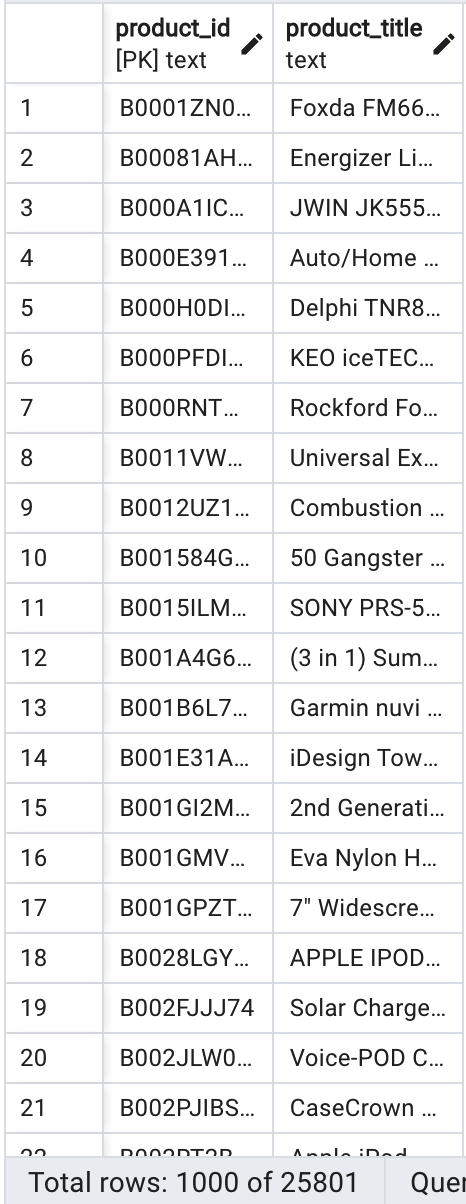 product_id product_title
[PK] text text
1 B0001ZN0… Foxda FM66…
2 B00081AH… Energizer Li…
3 B000A1IC… JWIN JK555…
4 B000E391… Auto/Home …
5 B000H0DI… Delphi TNR8…
6 B000PFDI… KEO iceTEC…
7 B000RNT… Rockford Fo…
8 B0011VW… Universal Ex…
9 B0012UZ1… Combustion …
10 B001584G… 50 Gangster …
11 B0015ILM… SONY PRS-5…
12 B001A4G6… (3 in 1) Sum…
13 B001B6L7… Garmin nuvi …
14 B001E31A… iDesign Tow…
15 B001GI2M… 2nd Generati…
16 B001GMV… Eva Nylon H…
17 B001GPZT… 7" Widescre…
18 B0028LGY… APPLE IPOD…
19 B002FJJJ74 Solar Charge…
20 B002JLW0… Voice-POD C…
21 B002PJIBS… CaseCrown …
22 Apple iPod
Total rows: 1000 of 25801 Quer